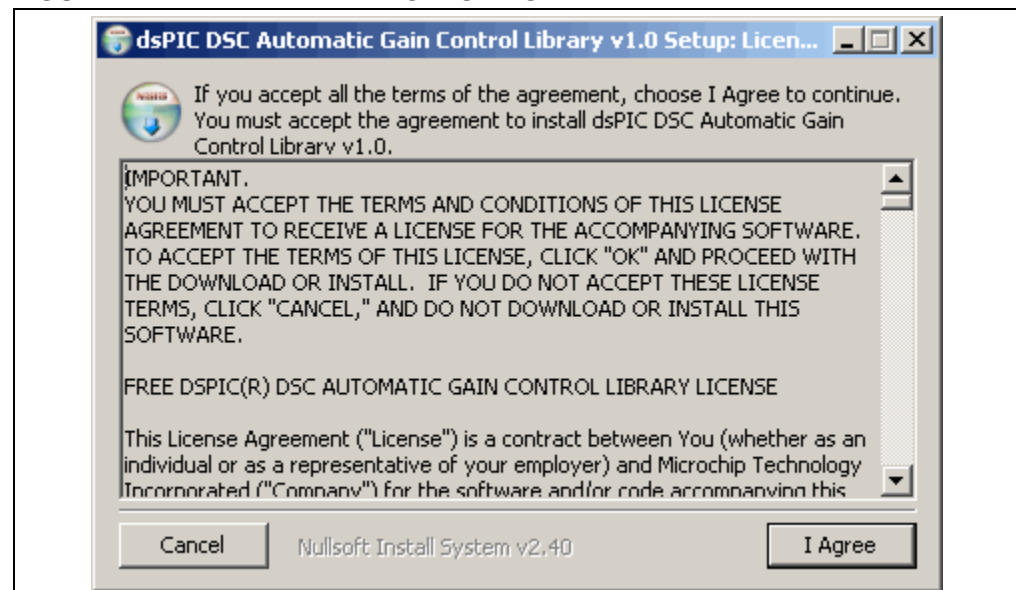 dsPIC DSC Automatic Gain Control Library v1.0 Setup: Licen...
If you accept all the terms of the agreement, choose I Agree to continue.
You must accept the agreement to install dsPIC DSC Automatic Gain
Control Library v1.0.
IMPORTANT.
YOU MUST ACCEPT THE TERMS AND CONDITIONS OF THIS LICENSE
AGREEMENT TO RECEIVE A LICENSE FOR THE ACCOMPANYING SOFTWARE.
TO ACCEPT THE TERMS OF THIS LICENSE, CLICK "OK" AND PROCEED WITH
THE DOWNLOAD OR INSTALL.  IF YOU DO NOT ACCEPT THESE LICENSE
TERMS, CLICK "CANCEL," AND DO NOT DOWNLOAD OR INSTALL THIS
SOFTWARE.
FREE DSPIC(R) DSC AUTOMATIC GAIN CONTROL LIBRARY LICENSE
This License Agreement ("License") is a contract between You (whether as an
individual or as a representative of your employer) and Microchip Technology
Incorporated ("Company") for the software and/or code accompanying this
Cancel
Nullsoft Install System v2.40
I Agree